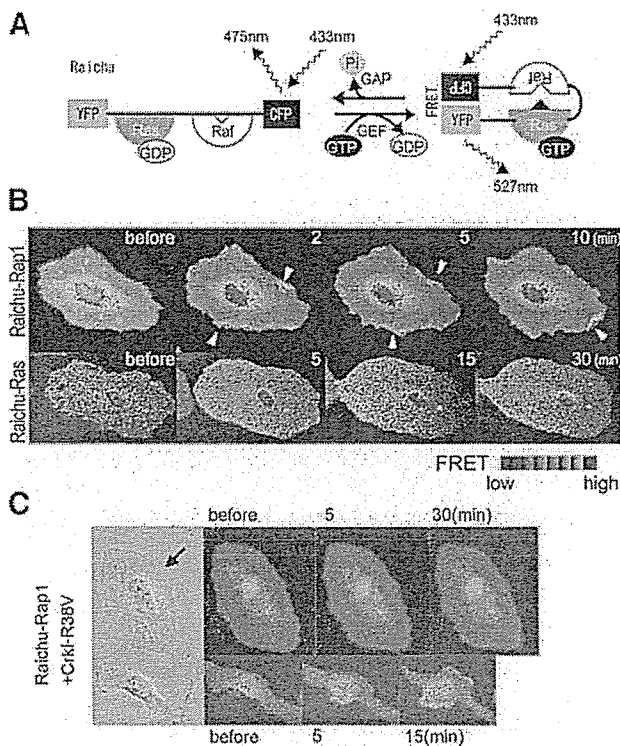 A
475nm 433nm
433nm
Raichu
Pi
GAP
FRET
CFP
Raf
YFP
CFP
YFP
Ras
Raf
GEF
Ras
GDP
GTP
GDP
GTP
527nm
B
Raichu-Rap1
before
2
5
10(min)
Raichu-Ras
before
5
15
30(min)
FRET
low high
C
before 5 30(min)
Raichu-Rap1
+CrkI-R38V
before 5 15(min)